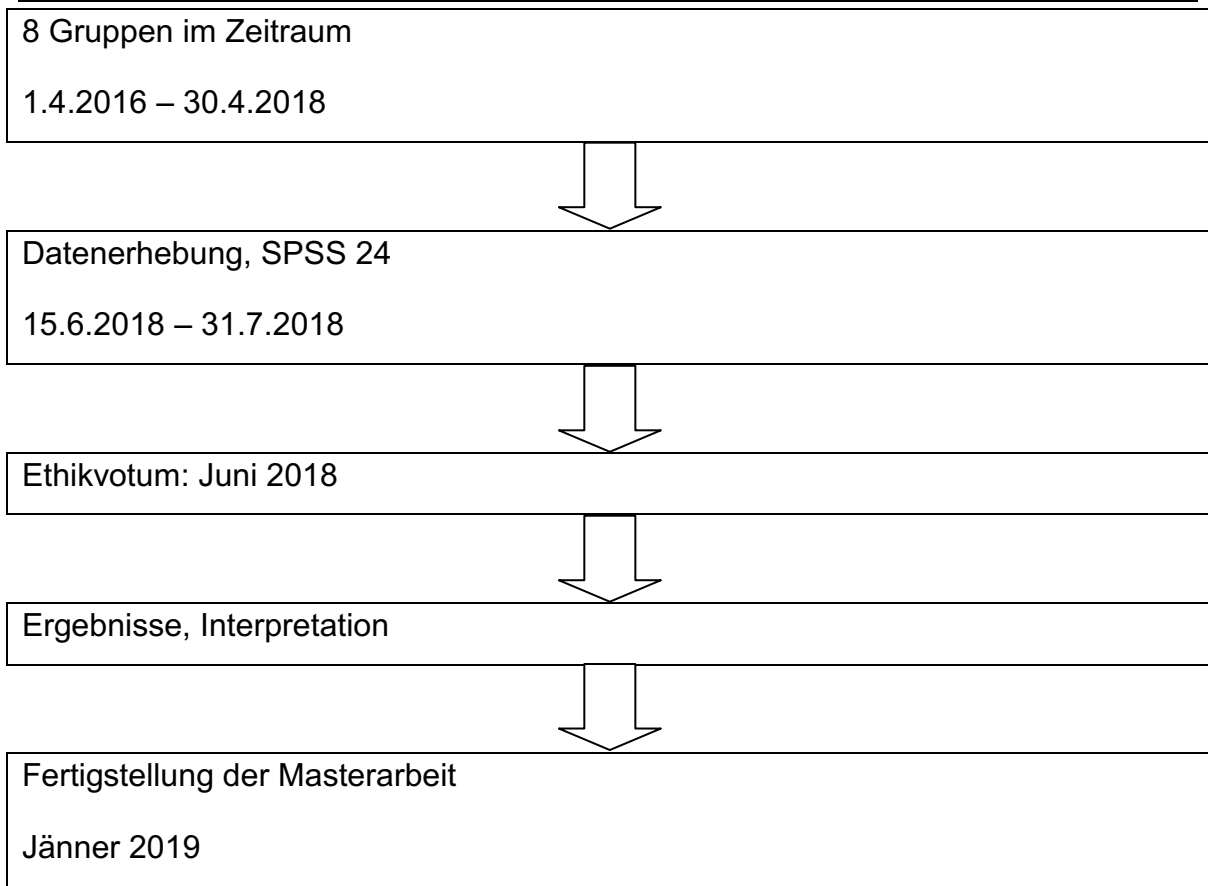 8 Gruppen im Zeitraum
1.4.2016 – 30.4.2018
Datenerhebung, SPSS 24
15.6.2018 – 31.7.2018
Ethikvotum: Juni 2018
Ergebnisse, Interpretation
Fertigstellung der Masterarbeit
Jänner 2019